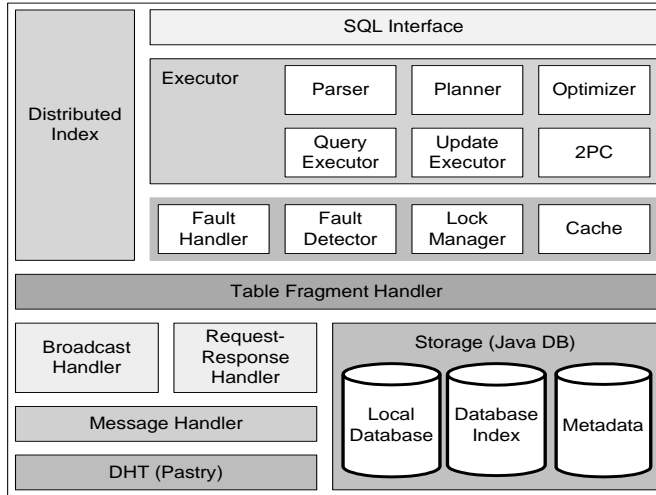 SQL Interface
Distributed
Index
Executor
Parser
Planner
Optimizer
Query
Executor
Update
Executor
2PC
Fault
Handler
Fault
Detector
Lock
Manager
Cache
Table Fragment Handler
Broadcast
Handler
Request-
Response
Handler
Message Handler
DHT (Pastry)
Storage (Java DB)
Local
Database
Database
Index
Metadata